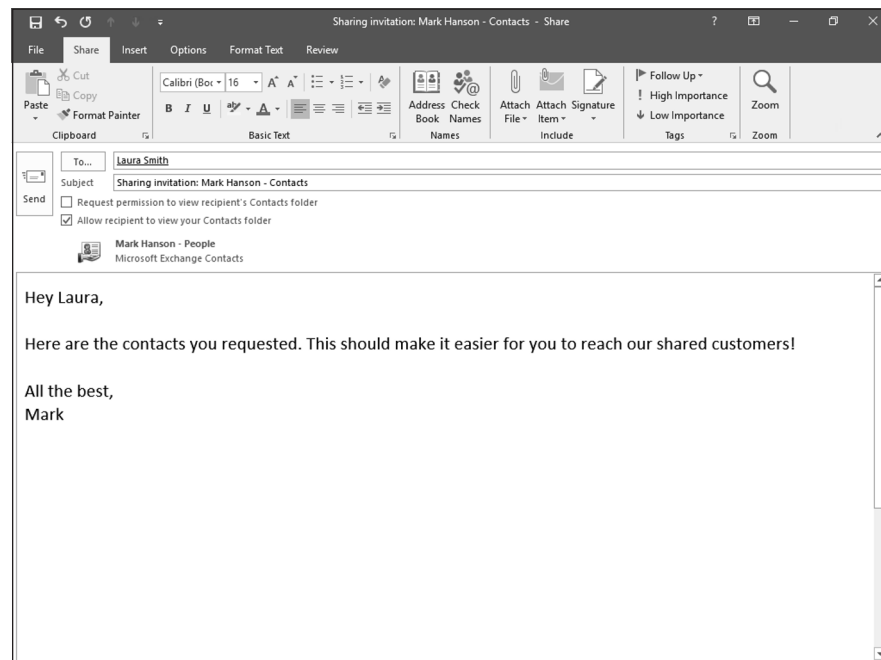 Sharing invitation: Mark Hanson - Contacts - Share ?
File Share Insert Options Format Text Review
Paste
Cut
Copy
Format Painter
Clipboard
Calibri (Boc 16 A A
B I U aby A
Basic Text
Address Book
Check Names
Names
Attach File
Attach Item
Signature
Include
Follow Up
! High Importance
Low Importance
Tags
Zoom
Zoom
Send
To... Laura Smith
Subject Sharing invitation: Mark Hanson - Contacts
Request permission to view recipient's Contacts folder
Allow recipient to view your Contacts folder
Mark Hanson - People
Microsoft Exchange Contacts
Hey Laura,
Here are the contacts you requested. This should make it easier for you to reach our shared customers!
All the best,
Mark